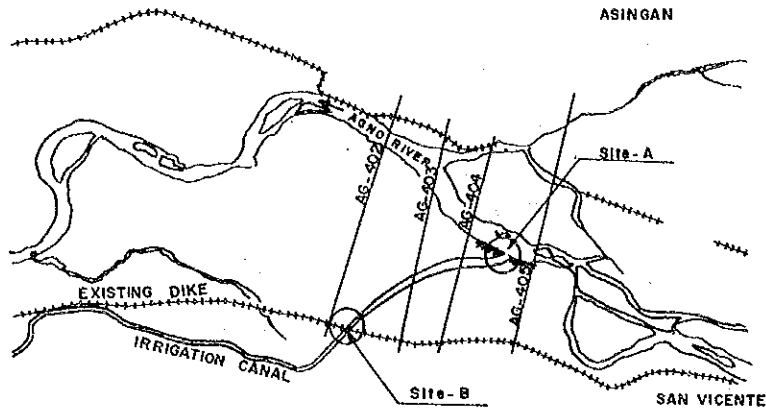 ASINGAN
AGNO RIVER
AG-402
AG-403
AG-404
Site-A
AG-405
EXISTING DIKE
IRRIGATION CANAL
Site-B
SAN VICENTE